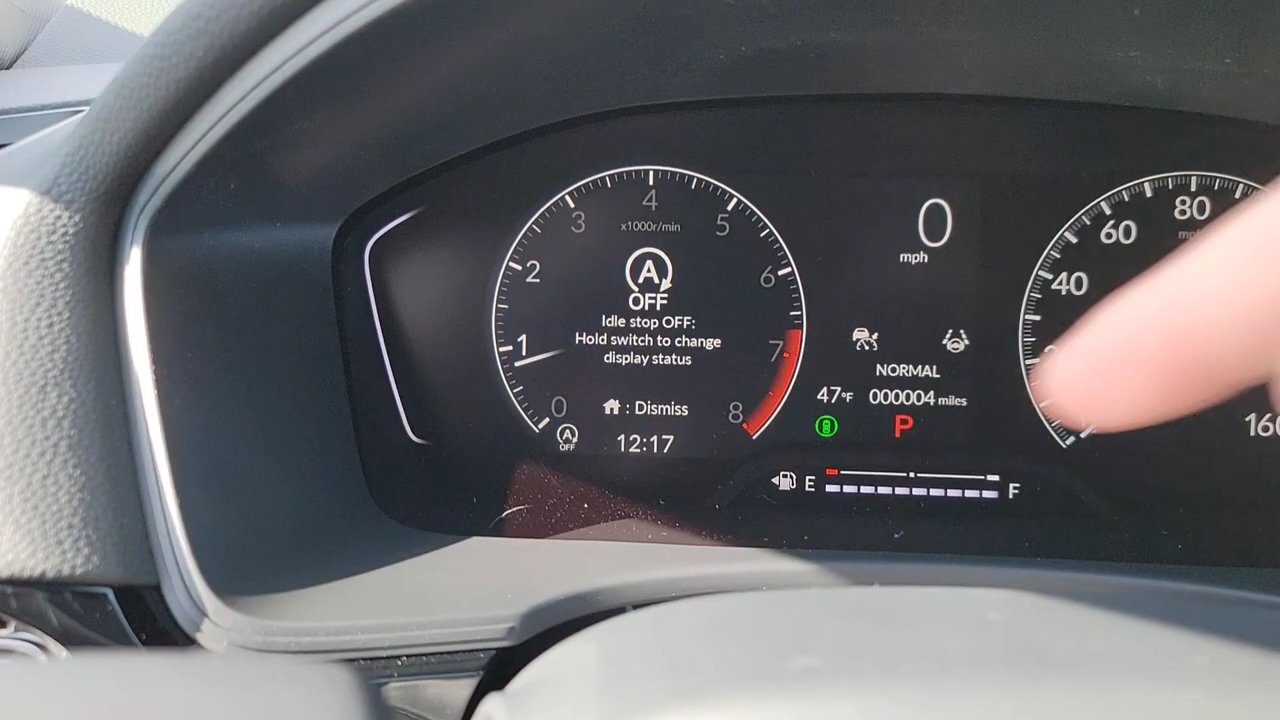 0
1
2
3
4
5
6
7
8
x1000r/min
A
OFF
Idle stop OFF:
Hold switch to change
display status
: Dismiss
A
OFF
12:17
0
mph
NORMAL
47°F 000004 miles
P
E F
40
60
80